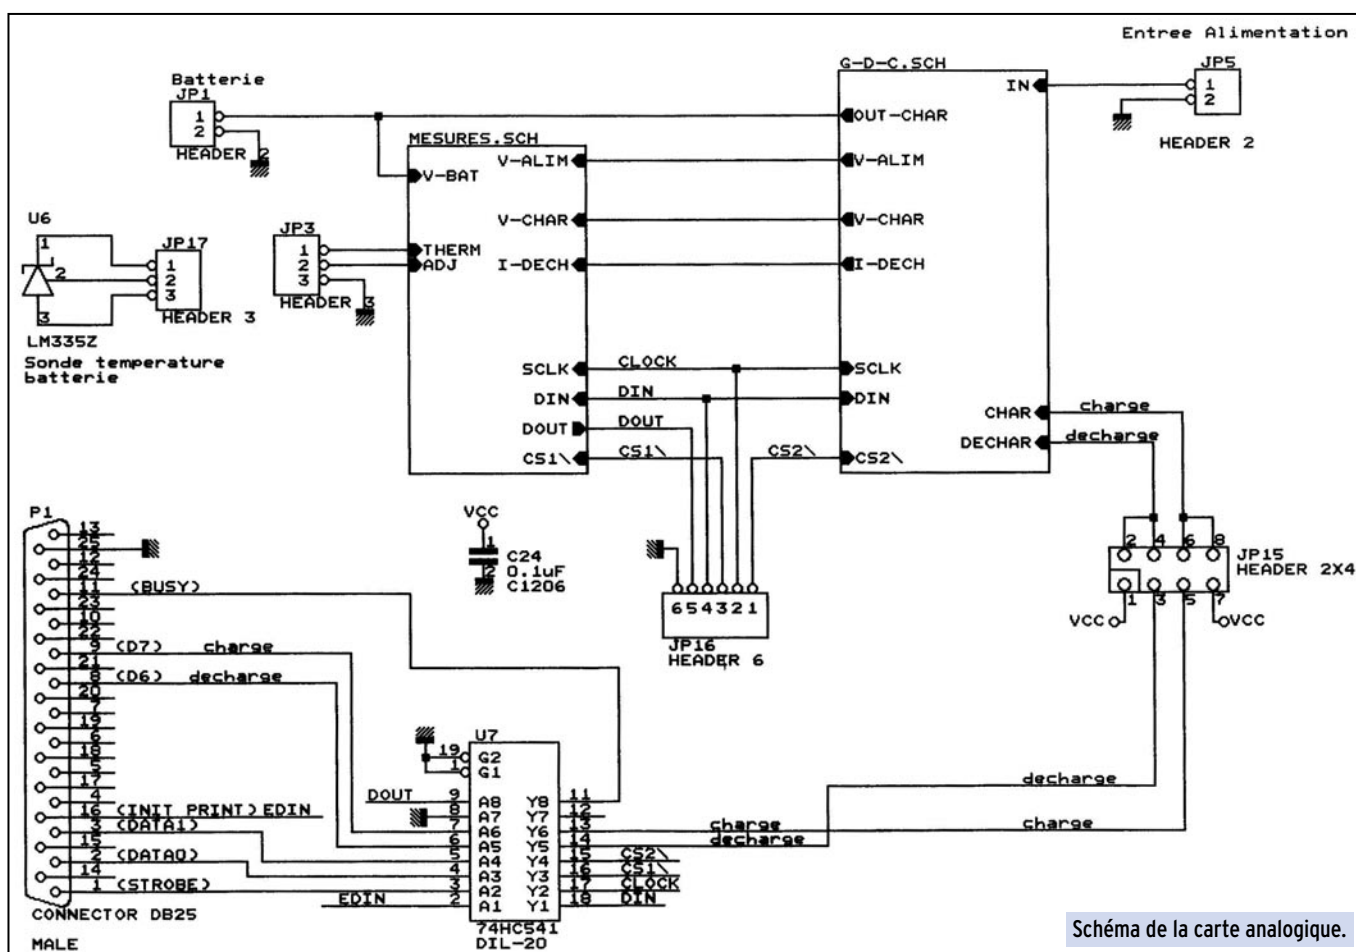 Entree Alimentation
G-D-C.SCH
JP5
IN
1
2
HEADER 2
Batterie
JP1
1
2
HEADER 2
MESURES.SCH
V-ALIM
V-BAT
V-CHAR
THERM
ADJ
I-DECH
SCLK
DIN
DOUT
CS1\
OUT-CHAR
V-ALIM
V-CHAR
I-DECH
SCLK
DIN
CS2\
CHAR
DECHAR
charge
decharge
CLOCK
DIN
DOUT
CS1\
CS2\
U6
1
2
3
LM335Z
Sonde temperature
batterie
JP17
1
2
3
HEADER 3
JP3
1
2
3
HEADER 3
VCC
1
C24
2
0.1uF
C1206
6 5 4 3 2 1
JP16
HEADER 6
2 4 6 8
JP15
HEADER 2X4
1 3 5 7
VCC
VCC
P1
13
25
12
24
11 (BUSY)
23
10
22
9 (D7) charge
21
8 (D6) decharge
20
7
19
6
18
5
17
4
16 (INIT PRINT) EDIN
3 (DATA1)
15
2 (DATA0)
14
1 (STROBE)
CONNECTOR DB25
MALE
U7
19 G2
1 G1
DOUT 9 A8 Y8 11
8 A7 Y7 12
7 A6 Y6 13 charge
6 A5 Y5 14 decharge
5 A4 Y4 15 CS2\
4 A3 Y3 16 CS1\
3 A2 Y2 17 CLOCK
EDIN 2 A1 Y1 18 DIN
74HC541
DIL-20
decharge
charge
Schéma de la carte analogique.